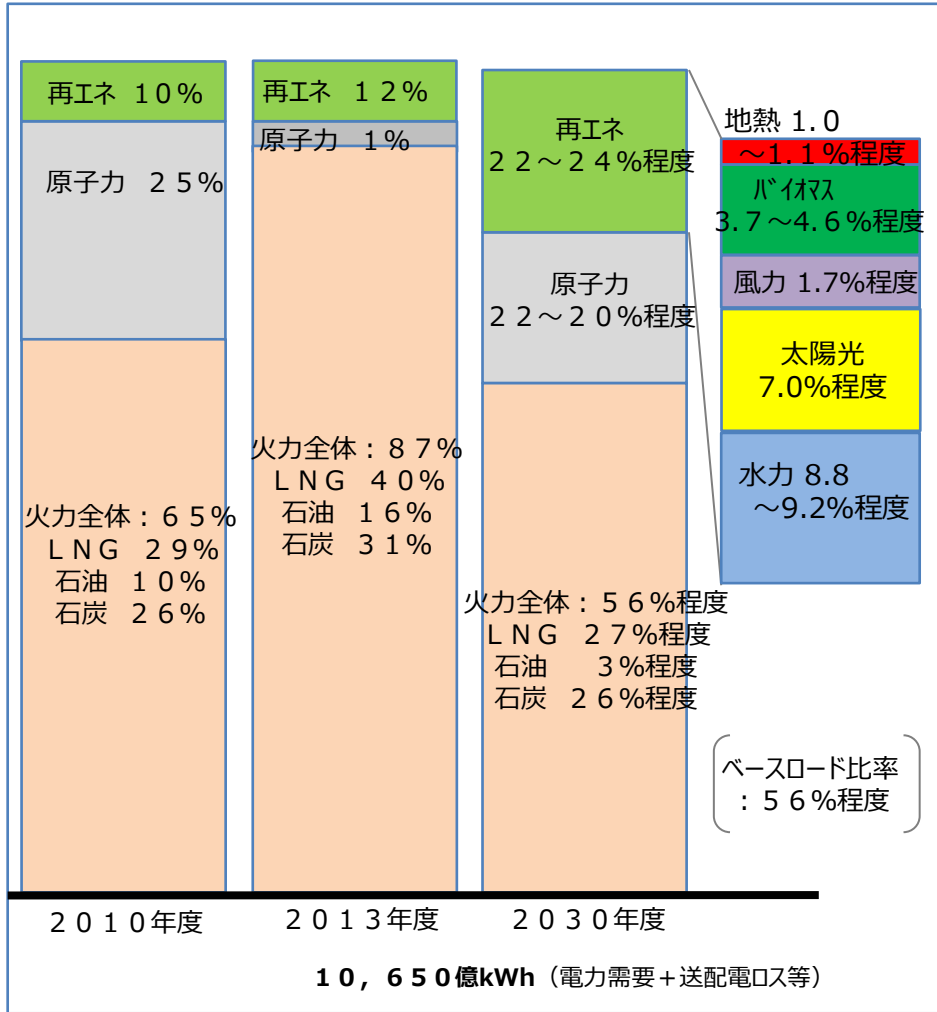 再エネ １０%
原子力 ２５%
火力全体：６５%
ＬＮＧ ２９%
石油 １０%
石炭 ２６%
再エネ １２%
原子力 １%
火力全体：８７%
ＬＮＧ ４０%
石油 １６%
石炭 ３１%
再エネ
２２～２４%程度
原子力
２２～２０%程度
火力全体：５６%程度
ＬＮＧ ２７%程度
石油 ３%程度
石炭 ２６%程度
地熱 1.0
～1.1%程度
ﾊﾞｲｵﾏｽ
3.7～4.6%程度
風力 1.7%程度
太陽光
7.0%程度
水力 8.8
～9.2%程度
ベースロード比率
：５６%程度
２０１０年度
２０１３年度
２０３０年度
１０，６５０億kWh（電力需要＋送配電ロス等）